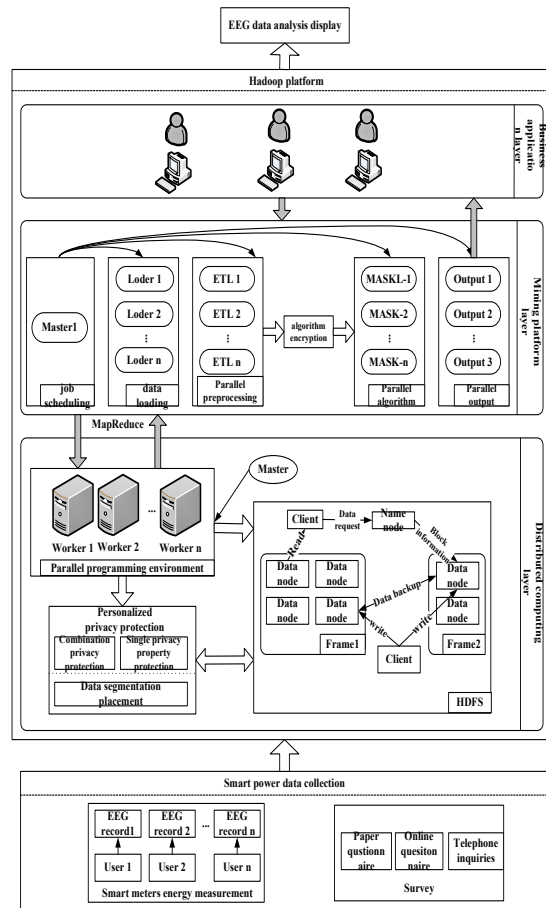 EEG data analysis display
Hadoop platform
Business
applicatio
n layer
Mining platform
layer
Master1
job
scheduling
Loder 1
Loder 2
⋮
Loder n
data
loading
ETL 1
ETL 2
⋮
ETL n
Parallel
preprocessing
algorithm
encryption
MASKL-1
MASK-2
⋮
MASK-n
Parallel
algorithm
Output 1
Output 2
⋮
Output 3
Parallel
output
MapReduce
Distributed computing
layer
Master
Worker 1 Worker 2 ... Worker n
Parallel programming environment
Personalized
privacy protection
Combination
privacy
protection
Single privacy
property
protection
Data segmentation
placement
Client
Data
request
Name
node
Block
information
Read
Data
node
Data
node
Data
node
Data
node
Frame1
Data backup
write
write
Client
Data
node
Data
node
Frame2
HDFS
Smart power data collection
EEG
record1
EEG
record 2
...
EEG
record n
User 1
User 2
User n
Smart meters energy measurement
Paper
qustionn
aire
Online
quesiton
naire
Telephone
inquiries
Survey